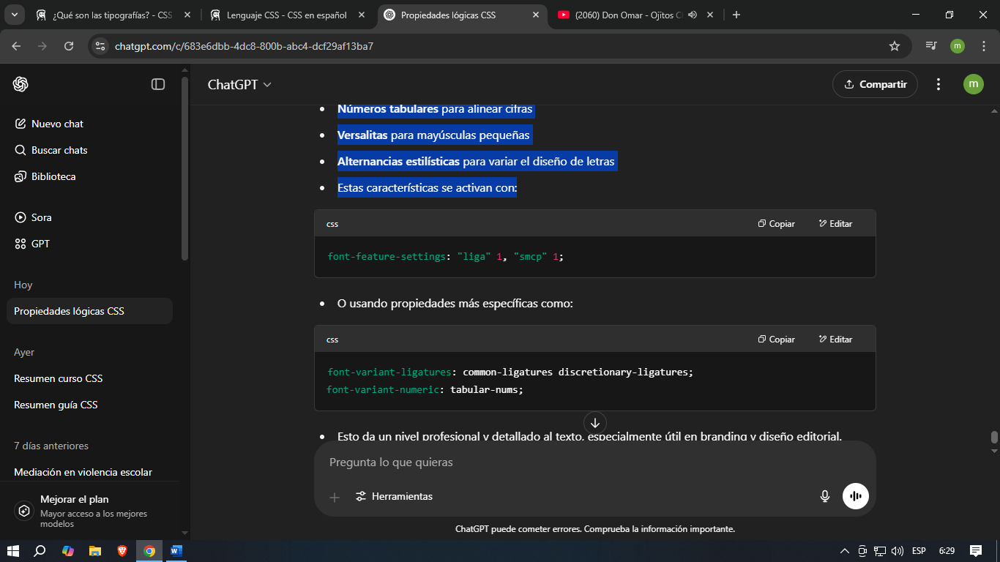 ¿Qué son las tipografías? - CSS
Lenguaje CSS - CSS en español
Propiedades lógicas CSS
(2060) Don Omar - Ojitos C
chatgpt.com/c/683e6dbb-4dc8-800b-abc4-dcf29af13ba7
m
ChatGPT
Compartir
m
Nuevo chat
Buscar chats
Biblioteca
Sora
GPT
Hoy
Propiedades lógicas CSS
Ayer
Resumen curso CSS
Resumen guía CSS
7 días anteriores
Mediación en violencia escolar
Mejorar el plan
Mayor acceso a los mejores
modelos
Números tabulares para alinear cifras
Versalitas para mayúsculas pequeñas
Alternancias estilísticas para variar el diseño de letras
Estas características se activan con:
css
Copiar
Editar
font-feature-settings: "liga" 1, "smcp" 1;
O usando propiedades más específicas como:
css
Copiar
Editar
font-variant-ligatures: common-ligatures discretionary-ligatures;
font-variant-numeric: tabular-nums;
Esto da un nivel profesional y detallado al texto, especialmente útil en branding y diseño editorial.
Pregunta lo que quieras
Herramientas
ChatGPT puede cometer errores. Comprueba la información importante.
W
ESP
6:29